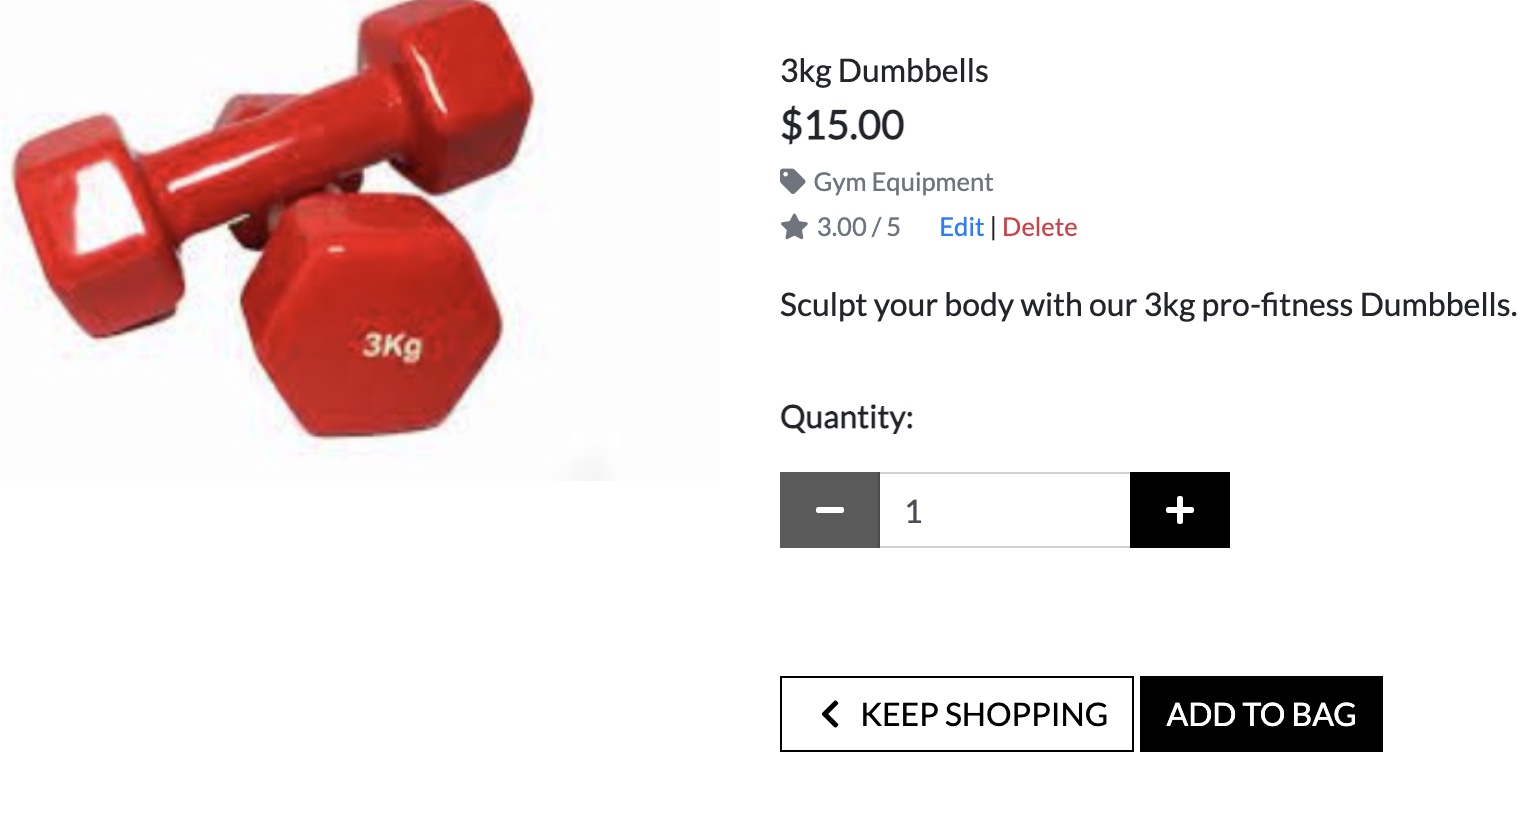 3kg Dumbbells
$15.00
Gym Equipment
3.00 / 5 Edit | Delete
Sculpt your body with our 3kg pro-fitness Dumbbells.
3Kg
Quantity:
1
KEEP SHOPPING ADD TO BAG